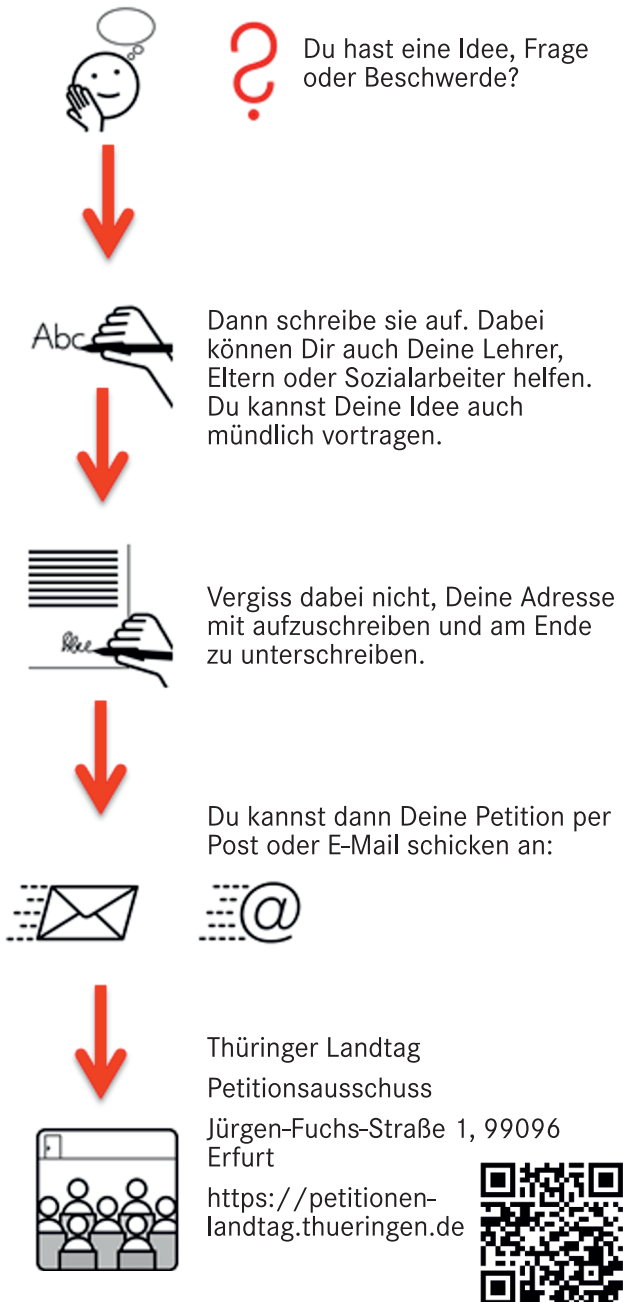 Du hast eine Idee, Frage
oder Beschwerde?
Abc
Dann schreibe sie auf. Dabei
können Dir auch Deine Lehrer,
Eltern oder Sozialarbeiter helfen.
Du kannst Deine Idee auch
mündlich vortragen.
Vergiss dabei nicht, Deine Adresse
mit aufzuschreiben und am Ende
zu unterschreiben.
Du kannst dann Deine Petition per
Post oder E-Mail schicken an:
@
Thüringer Landtag
Petitionsausschuss
Jürgen-Fuchs-Straße 1, 99096
Erfurt
https://petitionen-
landtag.thueringen.de